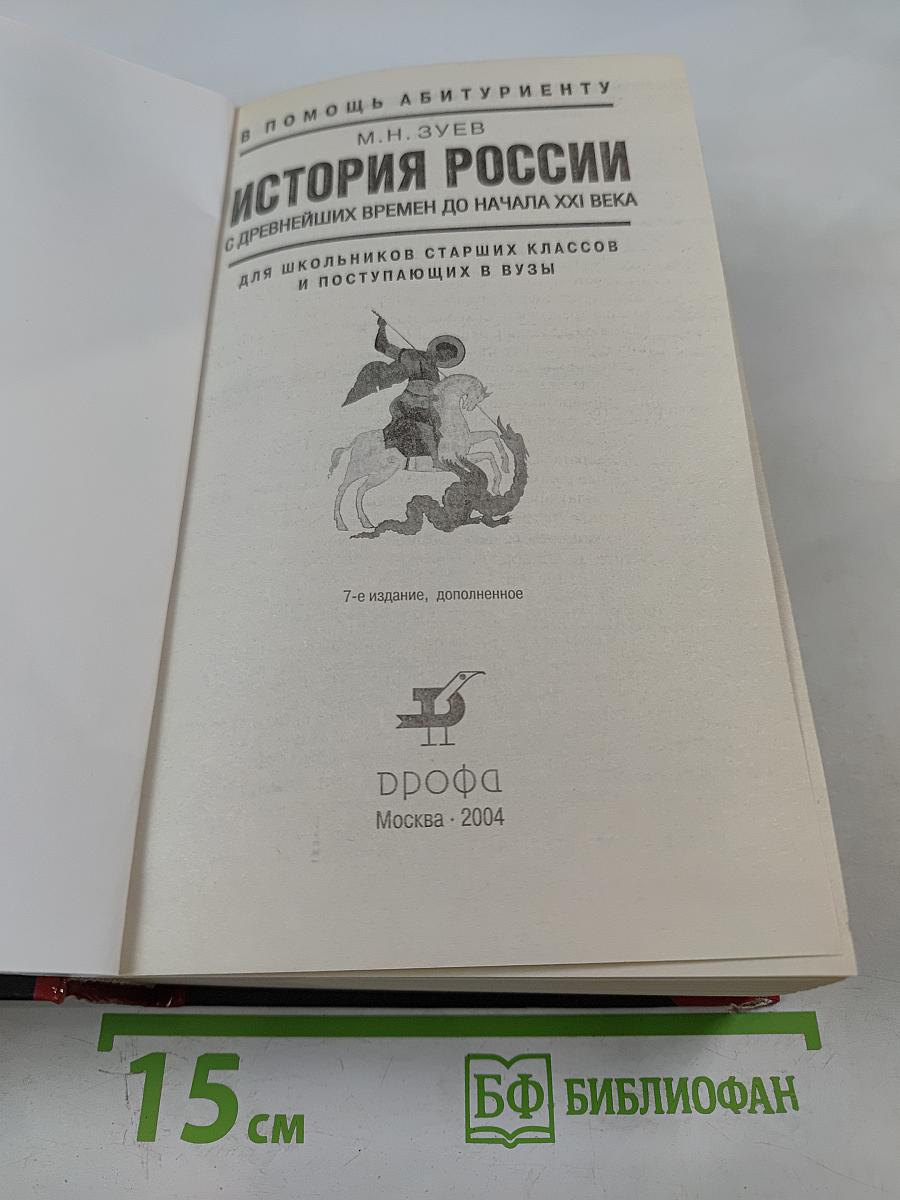 В ПОМОЩЬ АБИТУРИЕНТУ
М.Н. ЗУЕВ
ИСТОРИЯ РОССИИ
С ДРЕВНЕЙШИХ ВРЕМЕН ДО НАЧАЛА XXI ВЕКА
ДЛЯ ШКОЛЬНИКОВ СТАРШИХ КЛАССОВ
И ПОСТУПАЮЩИХ В ВУЗЫ
7-е издание, дополненное
дрофа
Москва · 2004
15 см
БФ БИБЛИОФАН